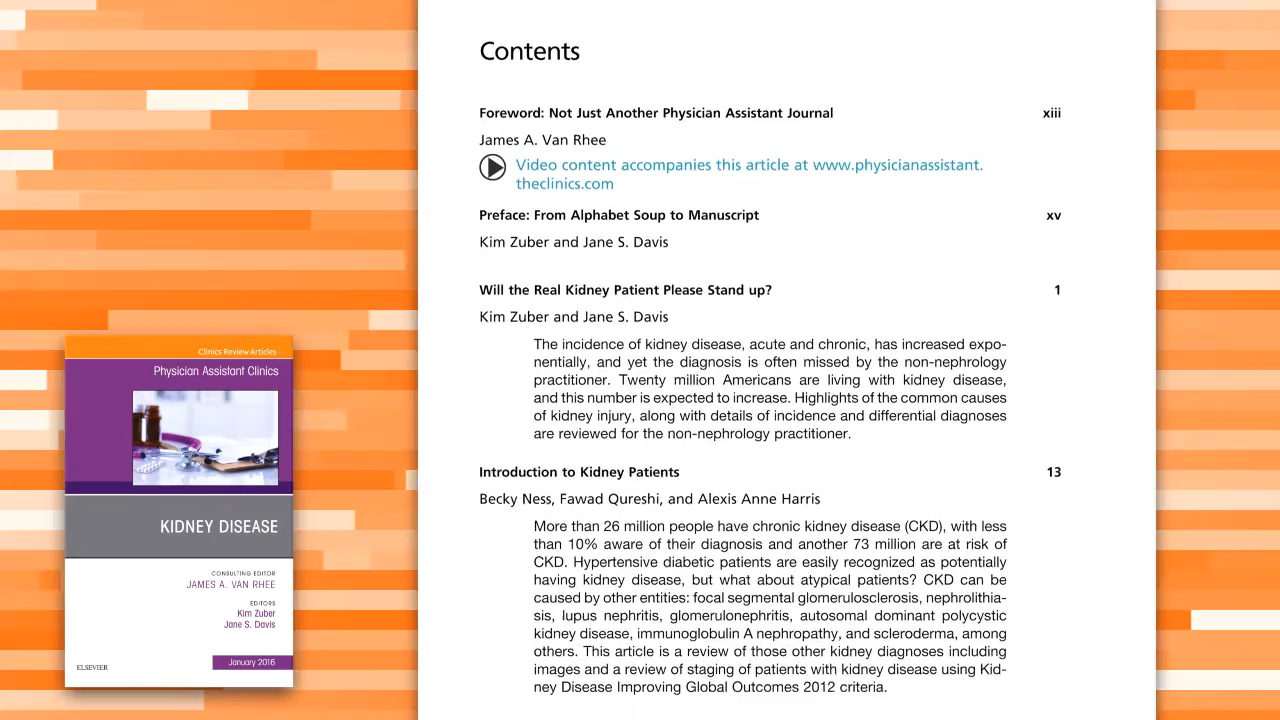 Contents
Foreword: Not Just Another Physician Assistant Journal xiii
James A. Van Rhee
Video content accompanies this article at www.physicianassistant.
theclinics.com
Preface: From Alphabet Soup to Manuscript xv
Kim Zuber and Jane S. Davis
Will the Real Kidney Patient Please Stand up? 1
Kim Zuber and Jane S. Davis
The incidence of kidney disease, acute and chronic, has increased expo-
nentially, and yet the diagnosis is often missed by the non-nephrology
practitioner. Twenty million Americans are living with kidney disease,
and this number is expected to increase. Highlights of the common causes
of kidney injury, along with details of incidence and differential diagnoses
are reviewed for the non-nephrology practitioner.
Introduction to Kidney Patients 13
Becky Ness, Fawad Qureshi, and Alexis Anne Harris
More than 26 million people have chronic kidney disease (CKD), with less
than 10% aware of their diagnosis and another 73 million are at risk of
CKD. Hypertensive diabetic patients are easily recognized as potentially
having kidney disease, but what about atypical patients? CKD can be
caused by other entities: focal segmental glomerulosclerosis, nephrolithia-
sis, lupus nephritis, glomerulonephritis, autosomal dominant polycystic
kidney disease, immunoglobulin A nephropathy, and scleroderma, among
others. This article is a review of those other kidney diagnoses including
images and a review of staging of patients with kidney disease using Kid-
ney Disease Improving Global Outcomes 2012 criteria.
Clinics Review Articles
Physician Assistant Clinics
KIDNEY DISEASE
CONSULTING EDITOR
JAMES A. VAN RHEE
EDITORS
Kim Zuber
Jane S. Davis
January 2016
ELSEVIER